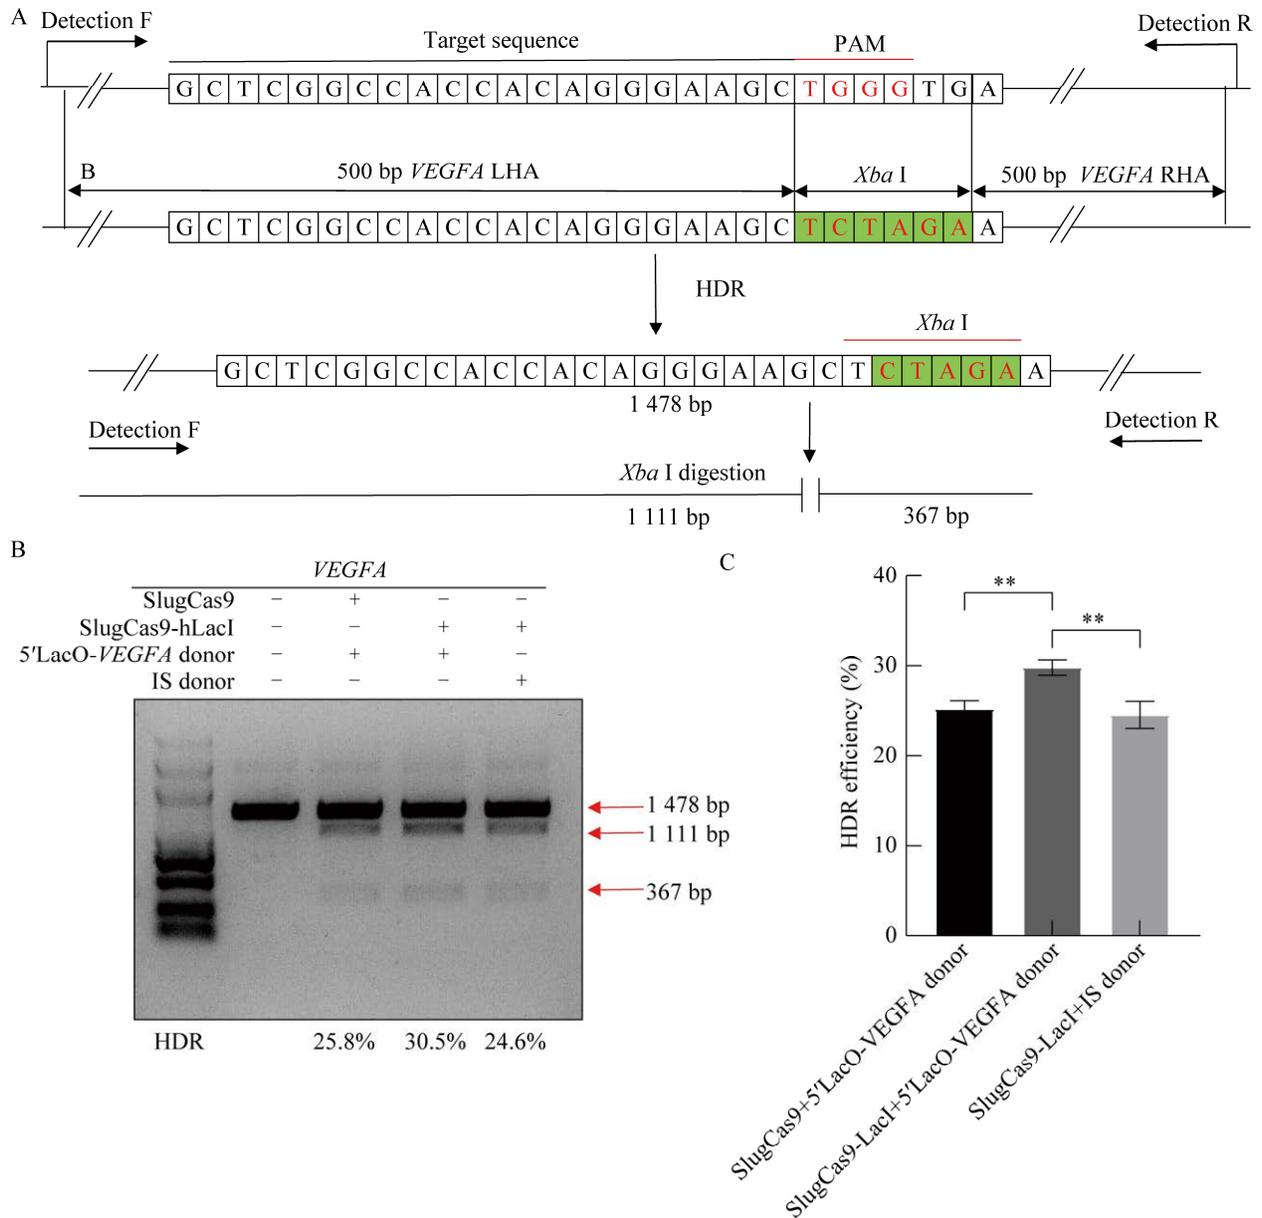 A
Detection F
Target sequence
PAM
Detection R
G C T C G G C C A C C A C A G G G A A G C T G G G T G A
B
500 bp VEGFA LHA
Xba I
500 bp VEGFA RHA
G C T C G G C C A C C A C A G G G A A G C T C T A G A A
HDR
Xba I
G C T C G G C C A C C A C A G G G A A G C T C T A G A A
1 478 bp
Detection F
Detection R
Xba I digestion
1 111 bp
367 bp
B
VEGFA
SlugCas9 − + − −
SlugCas9-hLacI − − + +
5′LacO-VEGFA donor − + + −
IS donor − − − +
1 478 bp
1 111 bp
367 bp
HDR 25.8% 30.5% 24.6%
C
40
30
20
10
0
HDR efficiency (%)
**
**
SlugCas9+5′LacO-VEGFA donor
SlugCas9-LacI+5′LacO-VEGFA donor
SlugCas9-LacI+IS donor